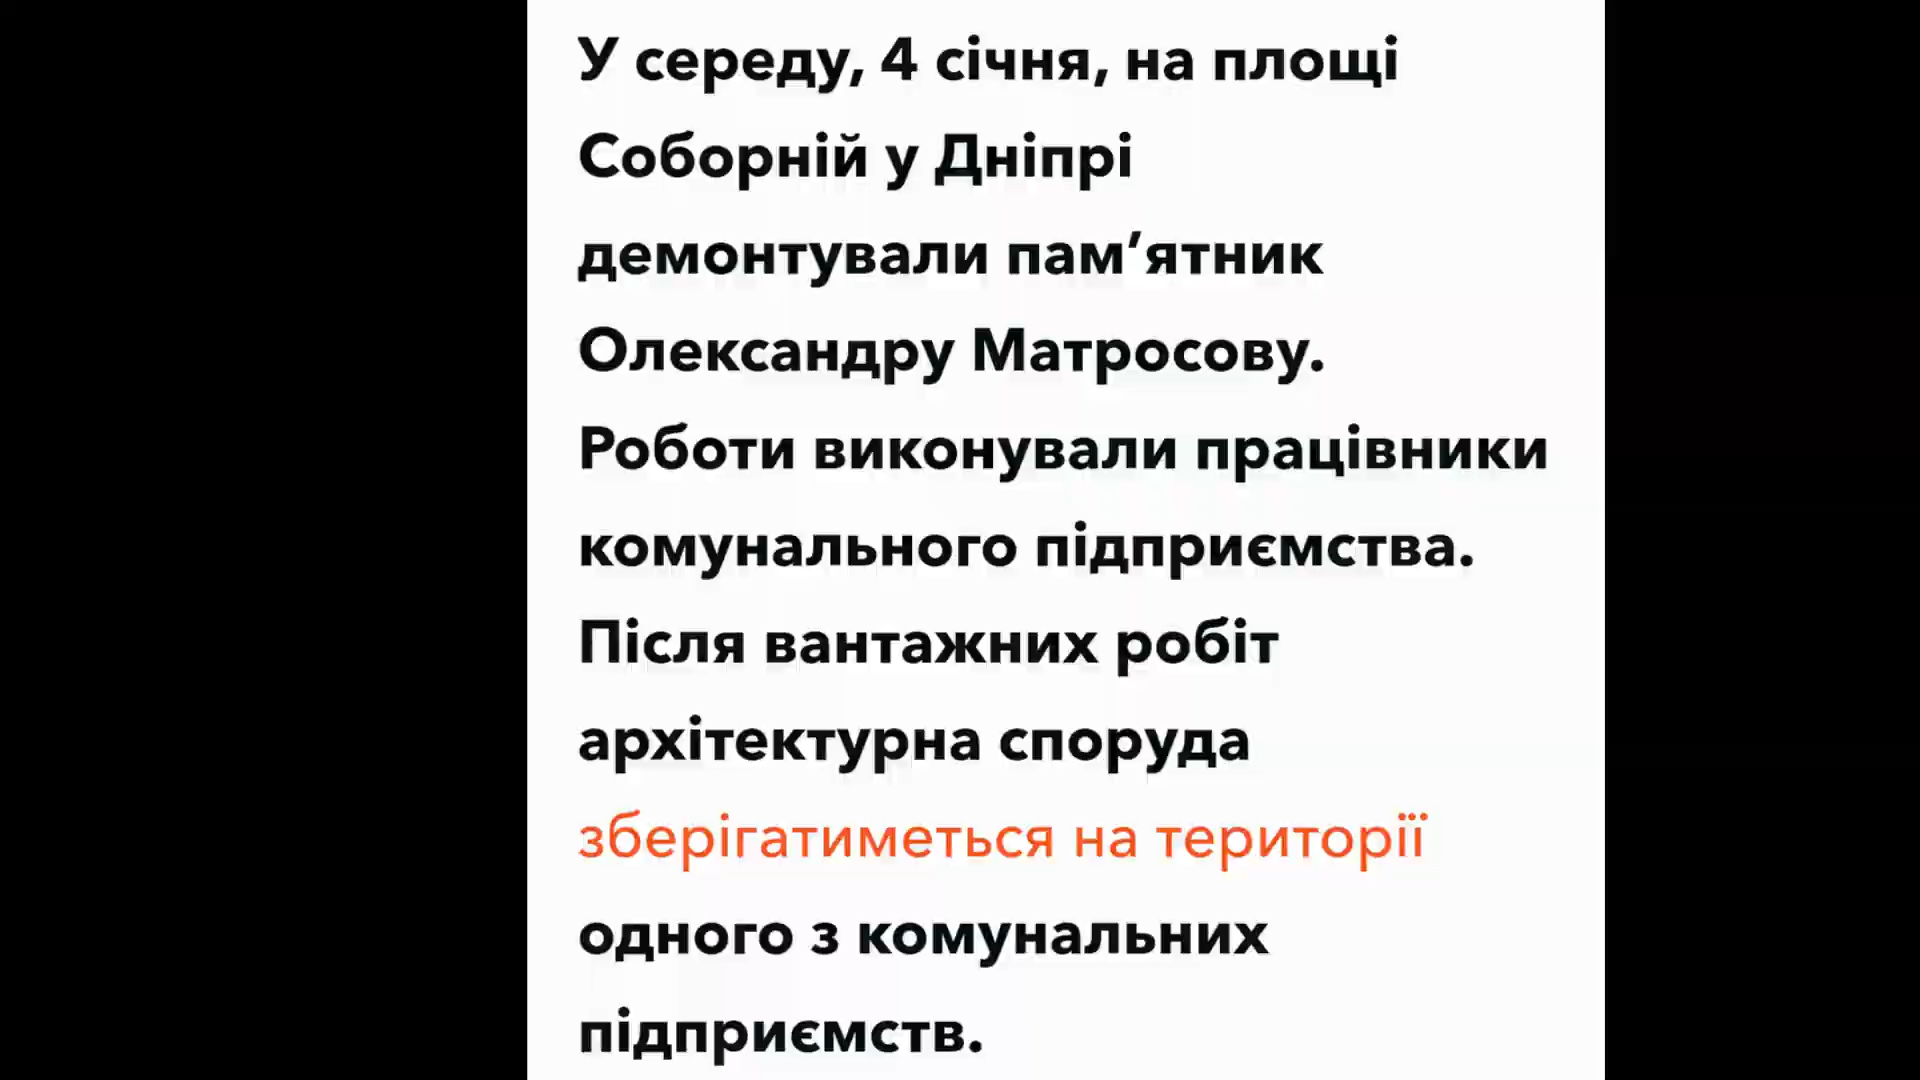 У середу, 4 січня, на площі
Соборній у Дніпрі
демонтували пам’ятник
Олександру Матросову.
Роботи виконували працівники
комунального підприємства.
Після вантажних робіт
архітектурна споруда
зберігатиметься на території
одного з комунальних
підприємств.